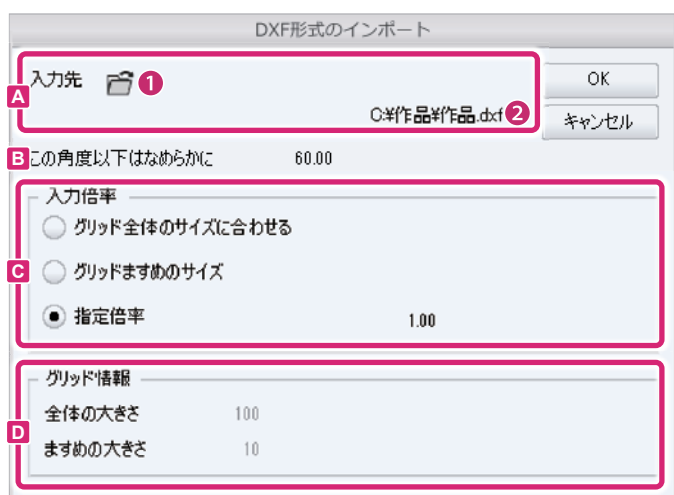 DXF形式のインポート
A 入力先 1 OK
C:¥作品¥作品.dxf 2 キャンセル
B この角度以下はなめらかに 60.00
入力倍率
グリッド全体のサイズに合わせる
C グリッドますめのサイズ
指定倍率 1.00
グリッド情報
全体の大きさ 100
D ますめの大きさ 10